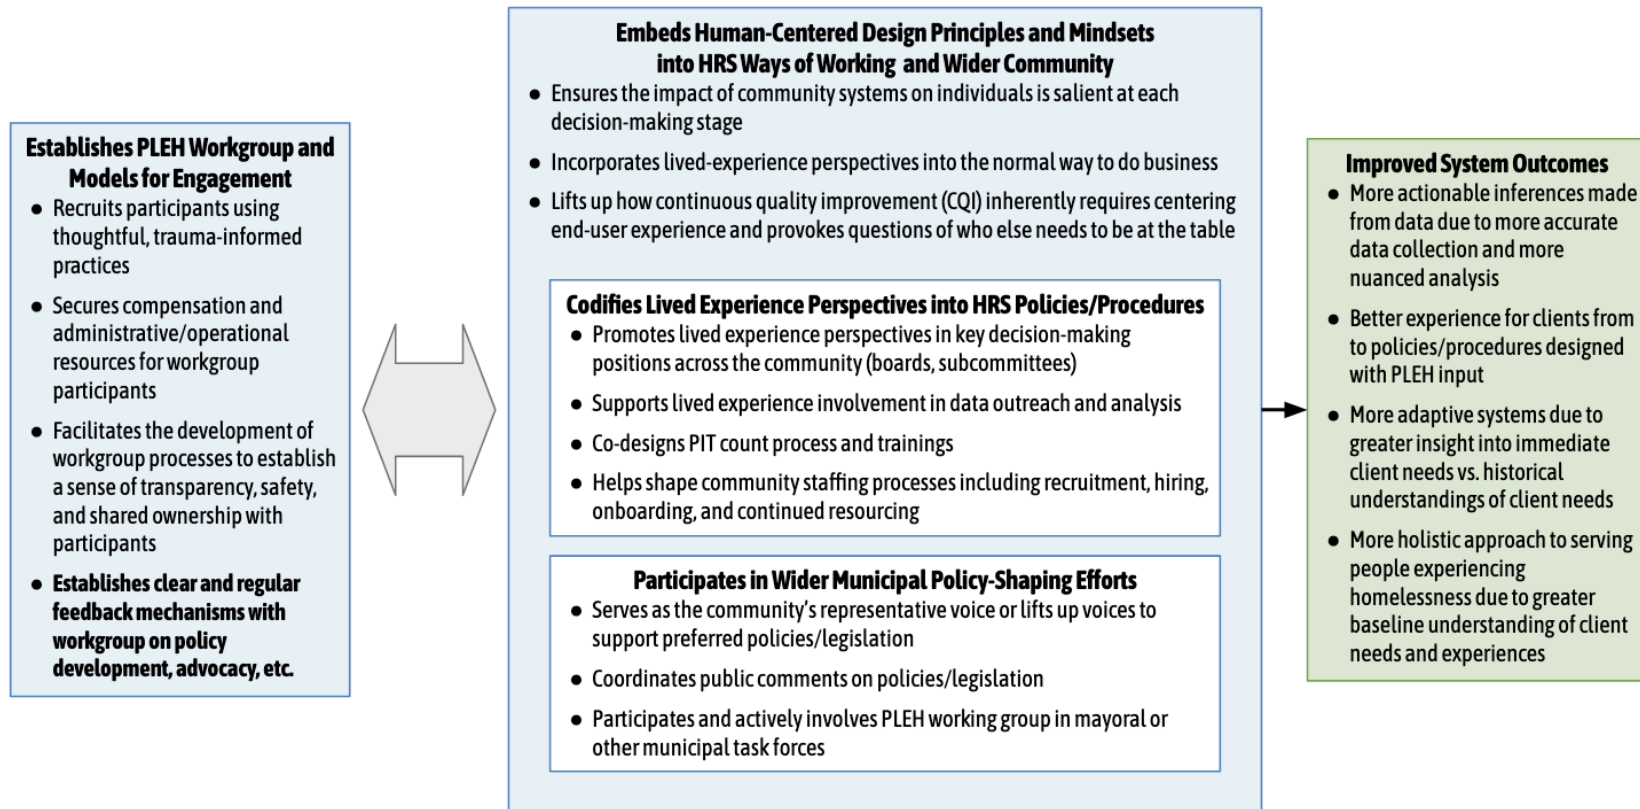 Establishes PLEH Workgroup and
Models for Engagement
● Recruits participants using
thoughtful, trauma-informed
practices
● Secures compensation and
administrative/operational
resources for workgroup
participants
● Facilitates the development of
workgroup processes to establish
a sense of transparency, safety,
and shared ownership with
participants
● Establishes clear and regular
feedback mechanisms with
workgroup on policy
development, advocacy, etc.
Embeds Human-Centered Design Principles and Mindsets
into HRS Ways of Working and Wider Community
● Ensures the impact of community systems on individuals is salient at each
decision-making stage
● Incorporates lived-experience perspectives into the normal way to do business
● Lifts up how continuous quality improvement (CQI) inherently requires centering
end-user experience and provokes questions of who else needs to be at the table
Codifies Lived Experience Perspectives into HRS Policies/Procedures
● Promotes lived experience perspectives in key decision-making
positions across the community (boards, subcommittees)
● Supports lived experience involvement in data outreach and analysis
● Co-designs PIT count process and trainings
● Helps shape community staffing processes including recruitment, hiring,
onboarding, and continued resourcing
Participates in Wider Municipal Policy-Shaping Efforts
● Serves as the community's representative voice or lifts up voices to
support preferred policies/legislation
● Coordinates public comments on policies/legislation
● Participates and actively involves PLEH working group in mayoral or
other municipal task forces
Improved System Outcomes
● More actionable inferences made
from data due to more accurate
data collection and more
nuanced analysis
● Better experience for clients from
to policies/procedures designed
with PLEH input
● More adaptive systems due to
greater insight into immediate
client needs vs. historical
understandings of client needs
● More holistic approach to serving
people experiencing
homelessness due to greater
baseline understanding of client
needs and experiences